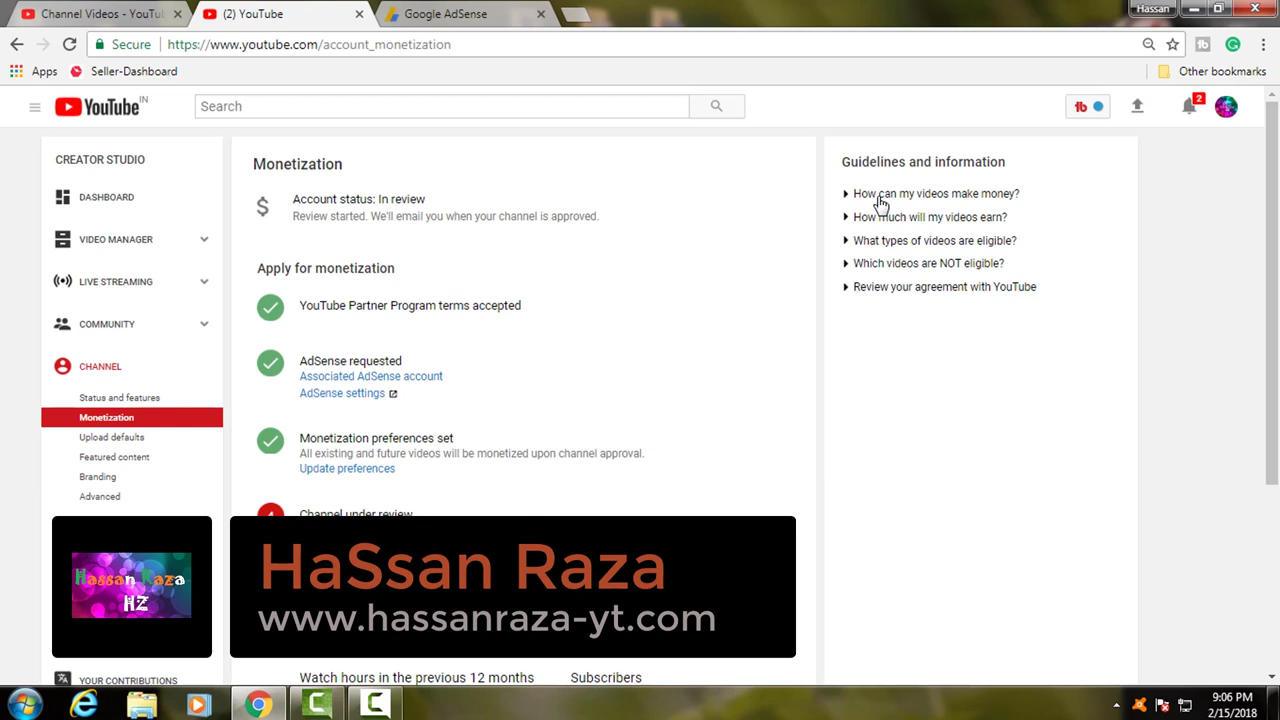 Hassan
Channel Videos - YouTu
(2) YouTube
Google AdSense
Secure
https://www.youtube.com/account_monetization
Apps
Seller-Dashboard
Other bookmarks
YouTube IN
Search
tb
2
CREATOR STUDIO
DASHBOARD
VIDEO MANAGER
LIVE STREAMING
COMMUNITY
CHANNEL
Status and features
Monetization
Upload defaults
Featured content
Branding
Advanced
YOUR CONTRIBUTIONS
Monetization
Account status: In review
Review started. We'll email you when your channel is approved.
Apply for monetization
YouTube Partner Program terms accepted
AdSense requested
Associated AdSense account
AdSense settings
Monetization preferences set
All existing and future videos will be monetized upon channel approval.
Update preferences
Channel under review
Watch hours in the previous 12 months
Subscribers
Guidelines and information
How can my videos make money?
How much will my videos earn?
What types of videos are eligible?
Which videos are NOT eligible?
Review your agreement with YouTube
Hassan Raza
HZ
HaSsan Raza
www.hassanraza-yt.com
9:06 PM
2/15/2018